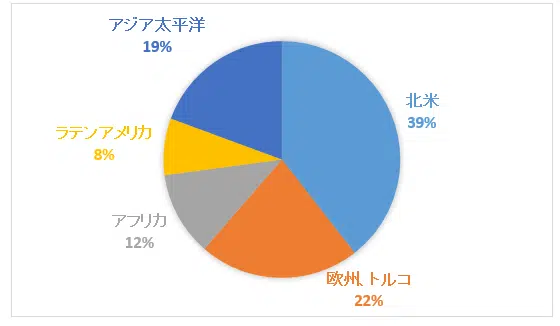 アジア太平洋
19%
北米
39%
ラテンアメリカ
8%
アフリカ
12%
欧州、トルコ
22%